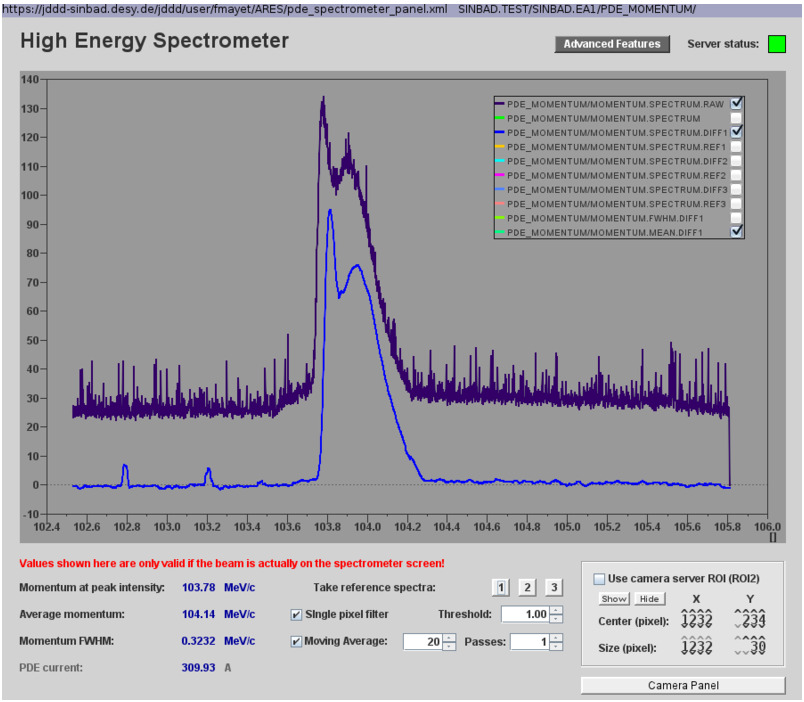 https://jddd-sinbad.desy.de/jddd/user/fmayet/ARES/pde_spectrometer_panel.xml SINBAD.TEST/SINBAD.EA1/PDE_MOMENTUM/
High Energy Spectrometer
Advanced Features
Server status:
140
130
120
110
100
90
80
70
60
50
40
30
20
10
0
-10
PDE_MOMENTUM/MOMENTUM.SPECTRUM.RAW
PDE_MOMENTUM/MOMENTUM.SPECTRUM
PDE_MOMENTUM/MOMENTUM.SPECTRUM.DIFF1
PDE_MOMENTUM/MOMENTUM.SPECTRUM.REF1
PDE_MOMENTUM/MOMENTUM.SPECTRUM.DIFF2
PDE_MOMENTUM/MOMENTUM.SPECTRUM.REF2
PDE_MOMENTUM/MOMENTUM.SPECTRUM.DIFF3
PDE_MOMENTUM/MOMENTUM.SPECTRUM.REF3
PDE_MOMENTUM/MOMENTUM.FWHM.DIFF1
PDE_MOMENTUM/MOMENTUM.MEAN.DIFF1
102.4 102.6 102.8 103.0 103.2 103.4 103.6 103.8 104.0 104.2 104.4 104.6 104.8 105.0 105.2 105.4 105.6 105.8 106.0
[]
Values shown here are only valid if the beam is actually on the spectrometer screen!
Momentum at peak intensity: 103.78 MeV/c Take reference spectra: 1 2 3
Average momentum: 104.14 MeV/c SIngle pixel filter Threshold: 1.00
Momentum FWHM: 0.3232 MeV/c Moving Average: 20 Passes: 1
PDE current: 309.93 A
Use camera server ROI (ROI2)
Show Hide X Y
Center (pixel): 1232 234
Size (pixel): 1232 30
Camera Panel